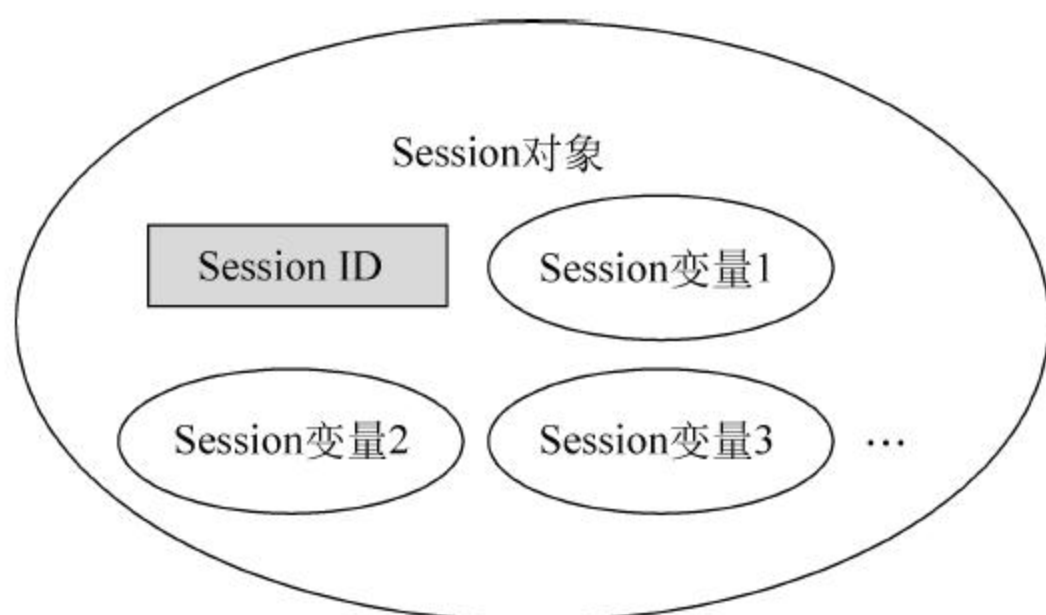 Session对象
Session ID
Session变量1
Session变量2
Session变量3
…